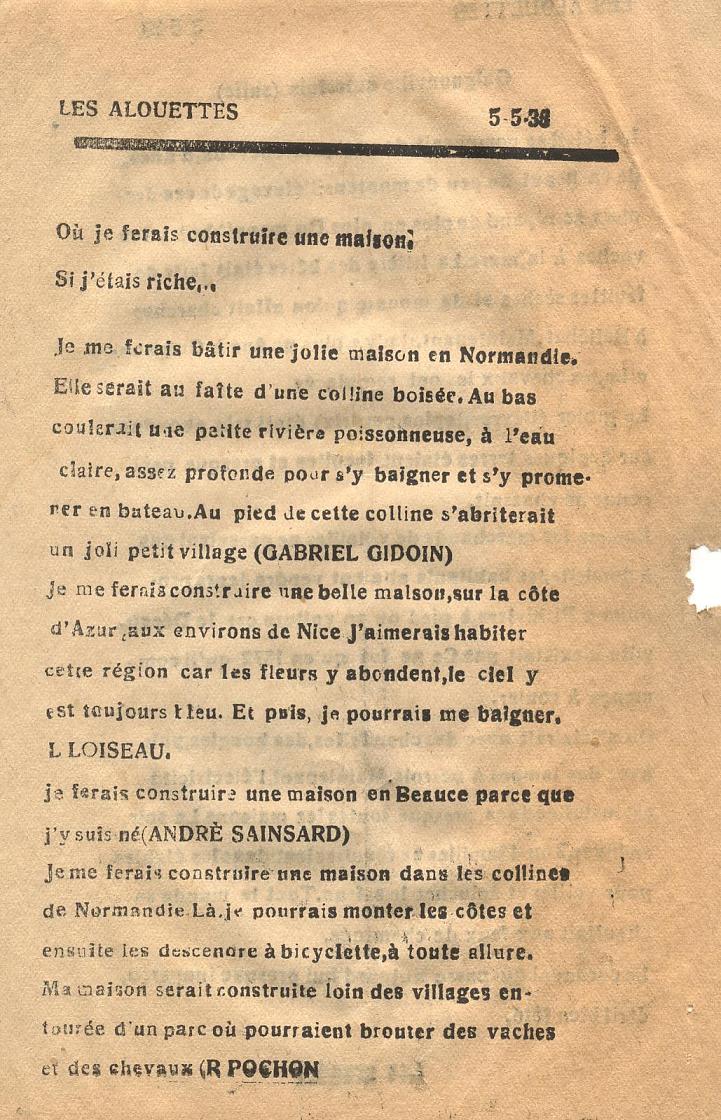 LES ALOUETTES 5-5-38
Où je ferais construire une maison;
Si j'étais riche,..
Je me ferais bâtir une jolie maison en Normandie.
Elle serait au faîte d'une colline boisée. Au bas
coulerait une petite rivière poissonneuse, à l'eau
claire, assez profonde pour s'y baigner et s'y prome-
ner en bateau. Au pied de cette colline s'abriterait
un joli petit village (GABRIEL GIDOIN)
Je me ferais construire une belle maison, sur la côte
d'Azur, aux environs de Nice J'aimerais habiter
cette région car les fleurs y abondent, le ciel y
est toujours bleu. Et puis, je pourrais me baigner.
L LOISEAU.
je ferais construire une maison en Beauce parce que
j'y suis né (ANDRÈ SAINSARD)
Je me ferais construire une maison dans les collines
de Normandie Là, je pourrais monter les côtes et
ensuite les descendre à bicyclette, à toute allure.
Ma maison serait construite loin des villages en-
tourée d'un parc où pourraient brouter des vaches
et des chevaux (R POCHON